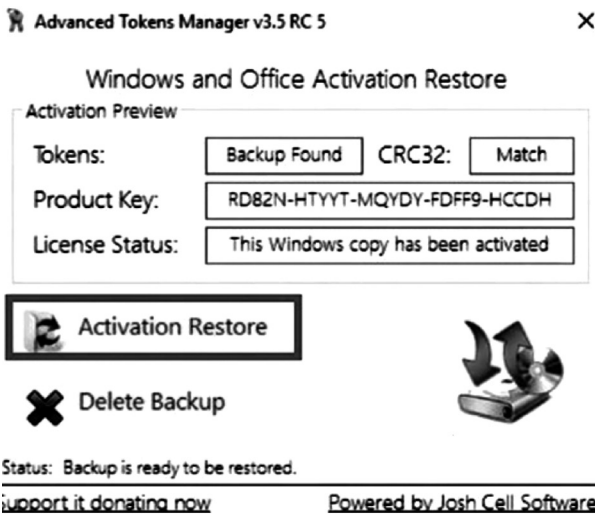 Advanced Tokens Manager v3.5 RC 5
Windows and Office Activation Restore
Activation Preview
Tokens: Backup Found CRC32: Match
Product Key: RD82N-HTYYT-MQYDY-FDFF9-HCCDH
License Status: This Windows copy has been activated
Activation Restore
Delete Backup
Status: Backup is ready to be restored.
Support it donating now Powered by Josh Cell Software